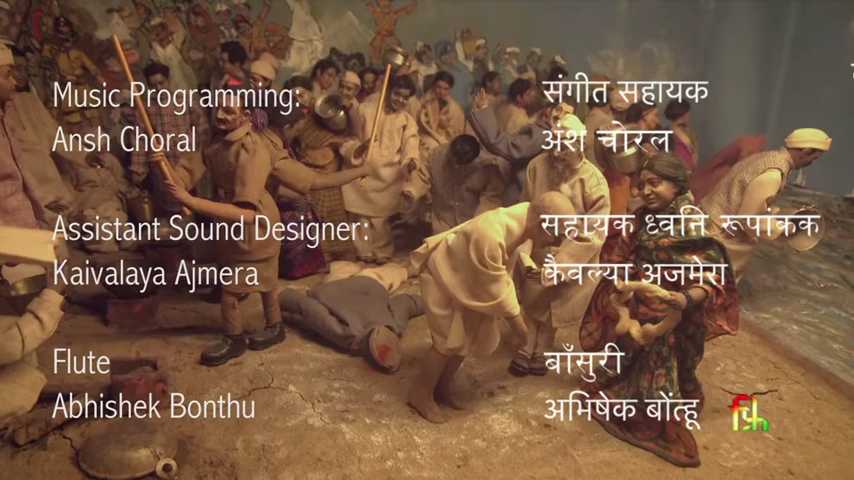 Music Programming:
Ansh Choral
Assistant Sound Designer:
Kaivalaya Ajmera
Flute
Abhishek Bonthu
संगीत सहायक
अंश चोरल
सहायक ध्वनि रूपांकक
कैवल्या अजमेरा
बाँसुरी
अभिषेक बोंत्हू